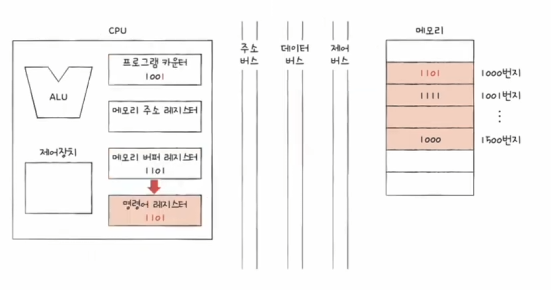 CPU
프로그램 카운터
1001
ALU
메모리 주소 레지스터
제어장치
메모리 버퍼 레지스터
1101
명령어 레지스터
1101
주소
버스
데이터
버스
제어
버스
메모리
1101 1000번지
1111 1001번지
⋮
1000 1500번지